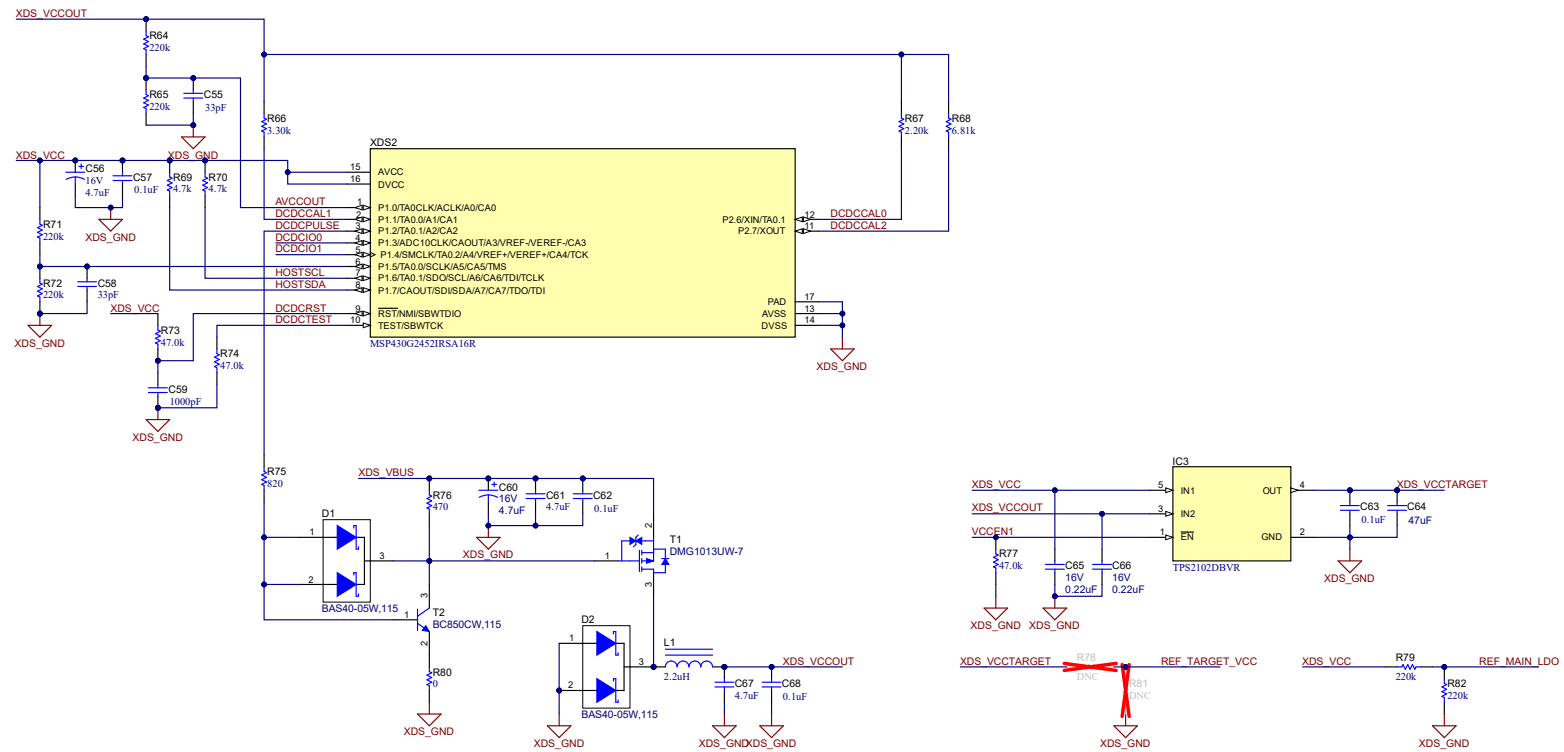 XDS_VCCOUT
R64
220k
R65
220k
C55
33pF
R66
3.30k
R67
2.20k
R68
6.81k
XDS_GND
XDS_VCC
C56
+
16V
4.7uF
C57
0.1uF
R69
4.7k
R70
4.7k
XDS_GND
R71
220k
R72
220k
C58
33pF
XDS_GND
XDS2
15
AVCC
16
DVCC
AVCCOUT
1
P1.0/TA0CLK/ACLK/A0/CA0
DCDCCAL1
2
P1.1/TA0.0/A1/CA1
DCDCPULSE
3
P1.2/TA0.1/A2/CA2
DCDCIO0
4
P1.3/ADC10CLK/CAOUT/A3/VREF-/VEREF-/CA3
DCDCIO1
5
P1.4/SMCLK/TA0.2/A4/VREF+/VEREF+/CA4/TCK
6
P1.5/TA0.0/SCLK/A5/CA5/TMS
HOSTSCL
7
P1.6/TA0.1/SDO/SCL/A6/CA6/TDI/TCLK
HOSTSDA
8
P1.7/CAOUT/SDI/SDA/A7/CA7/TDO/TDI
DCDCRST
9
RST/NMI/SBWTDIO
DCDCTEST
10
TEST/SBWTCK
P2.6/XIN/TA0.1
12
DCDCCAL0
P2.7/XOUT
11
DCDCCAL2
PAD
17
AVSS
13
DVSS
14
XDS_GND
MSP430G2452IRSA16R
XDS_VCC
R73
47.0k
R74
47.0k
C59
1000pF
XDS_GND
R75
820
XDS_VBUS
R76
470
C60
+
16V
4.7uF
C61
4.7uF
C62
0.1uF
XDS_GND
D1
1
2
3
BAS40-05W,115
T1
DMG1013UW-7
1
2
3
T2
BC850CW,115
1
3
2
R80
0
XDS_GND
D2
1
2
3
BAS40-05W,115
XDS_GND
L1
2.2uH
XDS_VCCOUT
C67
4.7uF
C68
0.1uF
XDS_GND
XDS_GND
IC3
XDS_VCC
5
IN1
XDS_VCCOUT
3
IN2
VCCEN1
1
EN
OUT
4
XDS_VCCTARGET
GND
2
TPS2102DBVR
R77
47.0k
XDS_GND
C65
16V
0.22uF
C66
16V
0.22uF
XDS_GND
C63
0.1uF
C64
47uF
XDS_GND
XDS_VCCTARGET
R78
DNC
REF_TARGET_VCC
R81
DNC
XDS_GND
XDS_VCC
R79
220k
REF_MAIN_LDO
R82
220k
XDS_GND